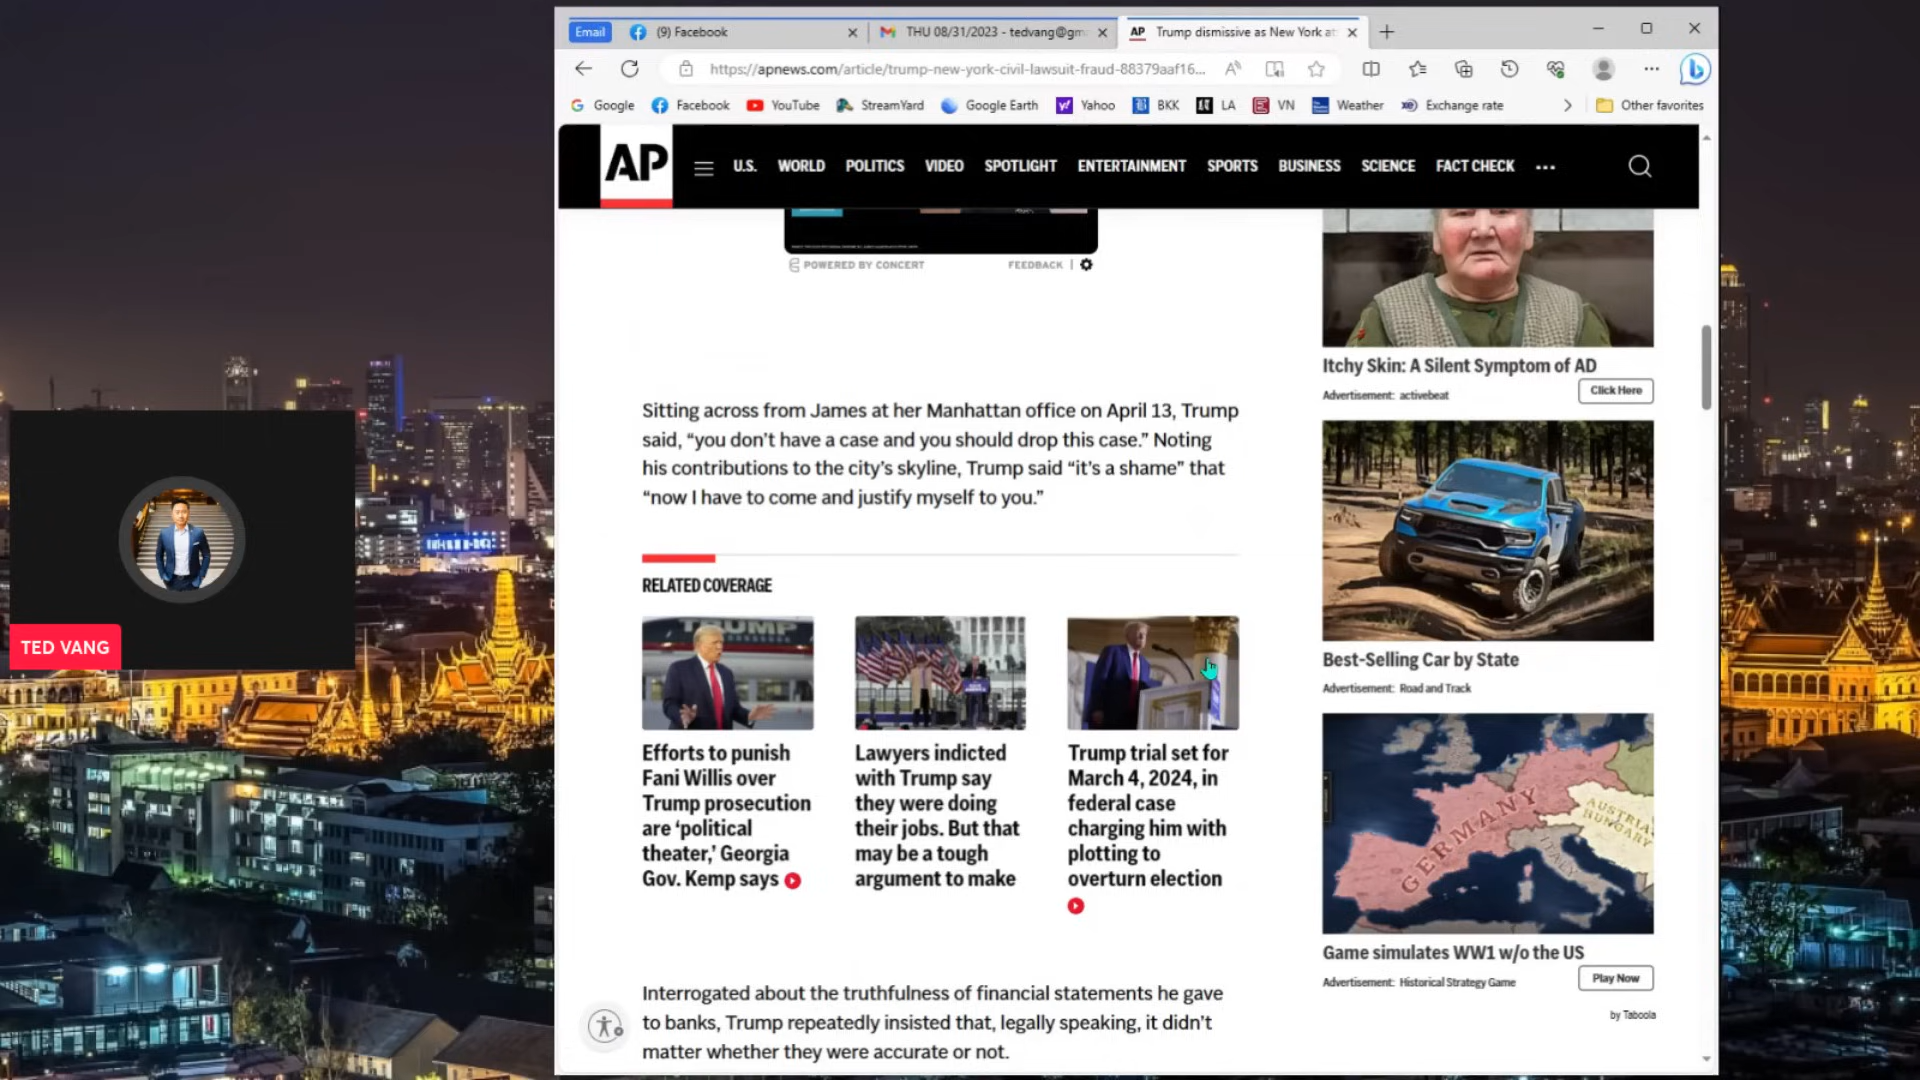 Email
(9) Facebook
THU 08/31/2023 - tedvang@gm
AP
Trump dismissive as New York at
https://apnews.com/article/trump-new-york-civil-lawsuit-fraud-88379aaf16...
Google
Facebook
YouTube
StreamYard
Google Earth
Yahoo
BKK
LA
VN
Weather
Exchange rate
Other favorites
AP
U.S.
WORLD
POLITICS
VIDEO
SPOTLIGHT
ENTERTAINMENT
SPORTS
BUSINESS
SCIENCE
FACT CHECK
POWERED BY CONCERT
FEEDBACK
Sitting across from James at her Manhattan office on April 13, Trump
said, “you don’t have a case and you should drop this case.” Noting
his contributions to the city’s skyline, Trump said “it’s a shame” that
“now I have to come and justify myself to you.”
RELATED COVERAGE
TRUMP
Efforts to punish
Fani Willis over
Trump prosecution
are ‘political
theater,’ Georgia
Gov. Kemp says
Lawyers indicted
with Trump say
they were doing
their jobs. But that
may be a tough
argument to make
Trump trial set for
March 4, 2024, in
federal case
charging him with
plotting to
overturn election
Interrogated about the truthfulness of financial statements he gave
to banks, Trump repeatedly insisted that, legally speaking, it didn’t
matter whether they were accurate or not.
Itchy Skin: A Silent Symptom of AD
Advertisement: activebeat
Click Here
Best-Selling Car by State
Advertisement: Road and Track
GERMANY
AUSTRIA
HUNGARY
ITALY
Game simulates WW1 w/o the US
Advertisement: Historical Strategy Game
Play Now
by Taboola
TED VANG